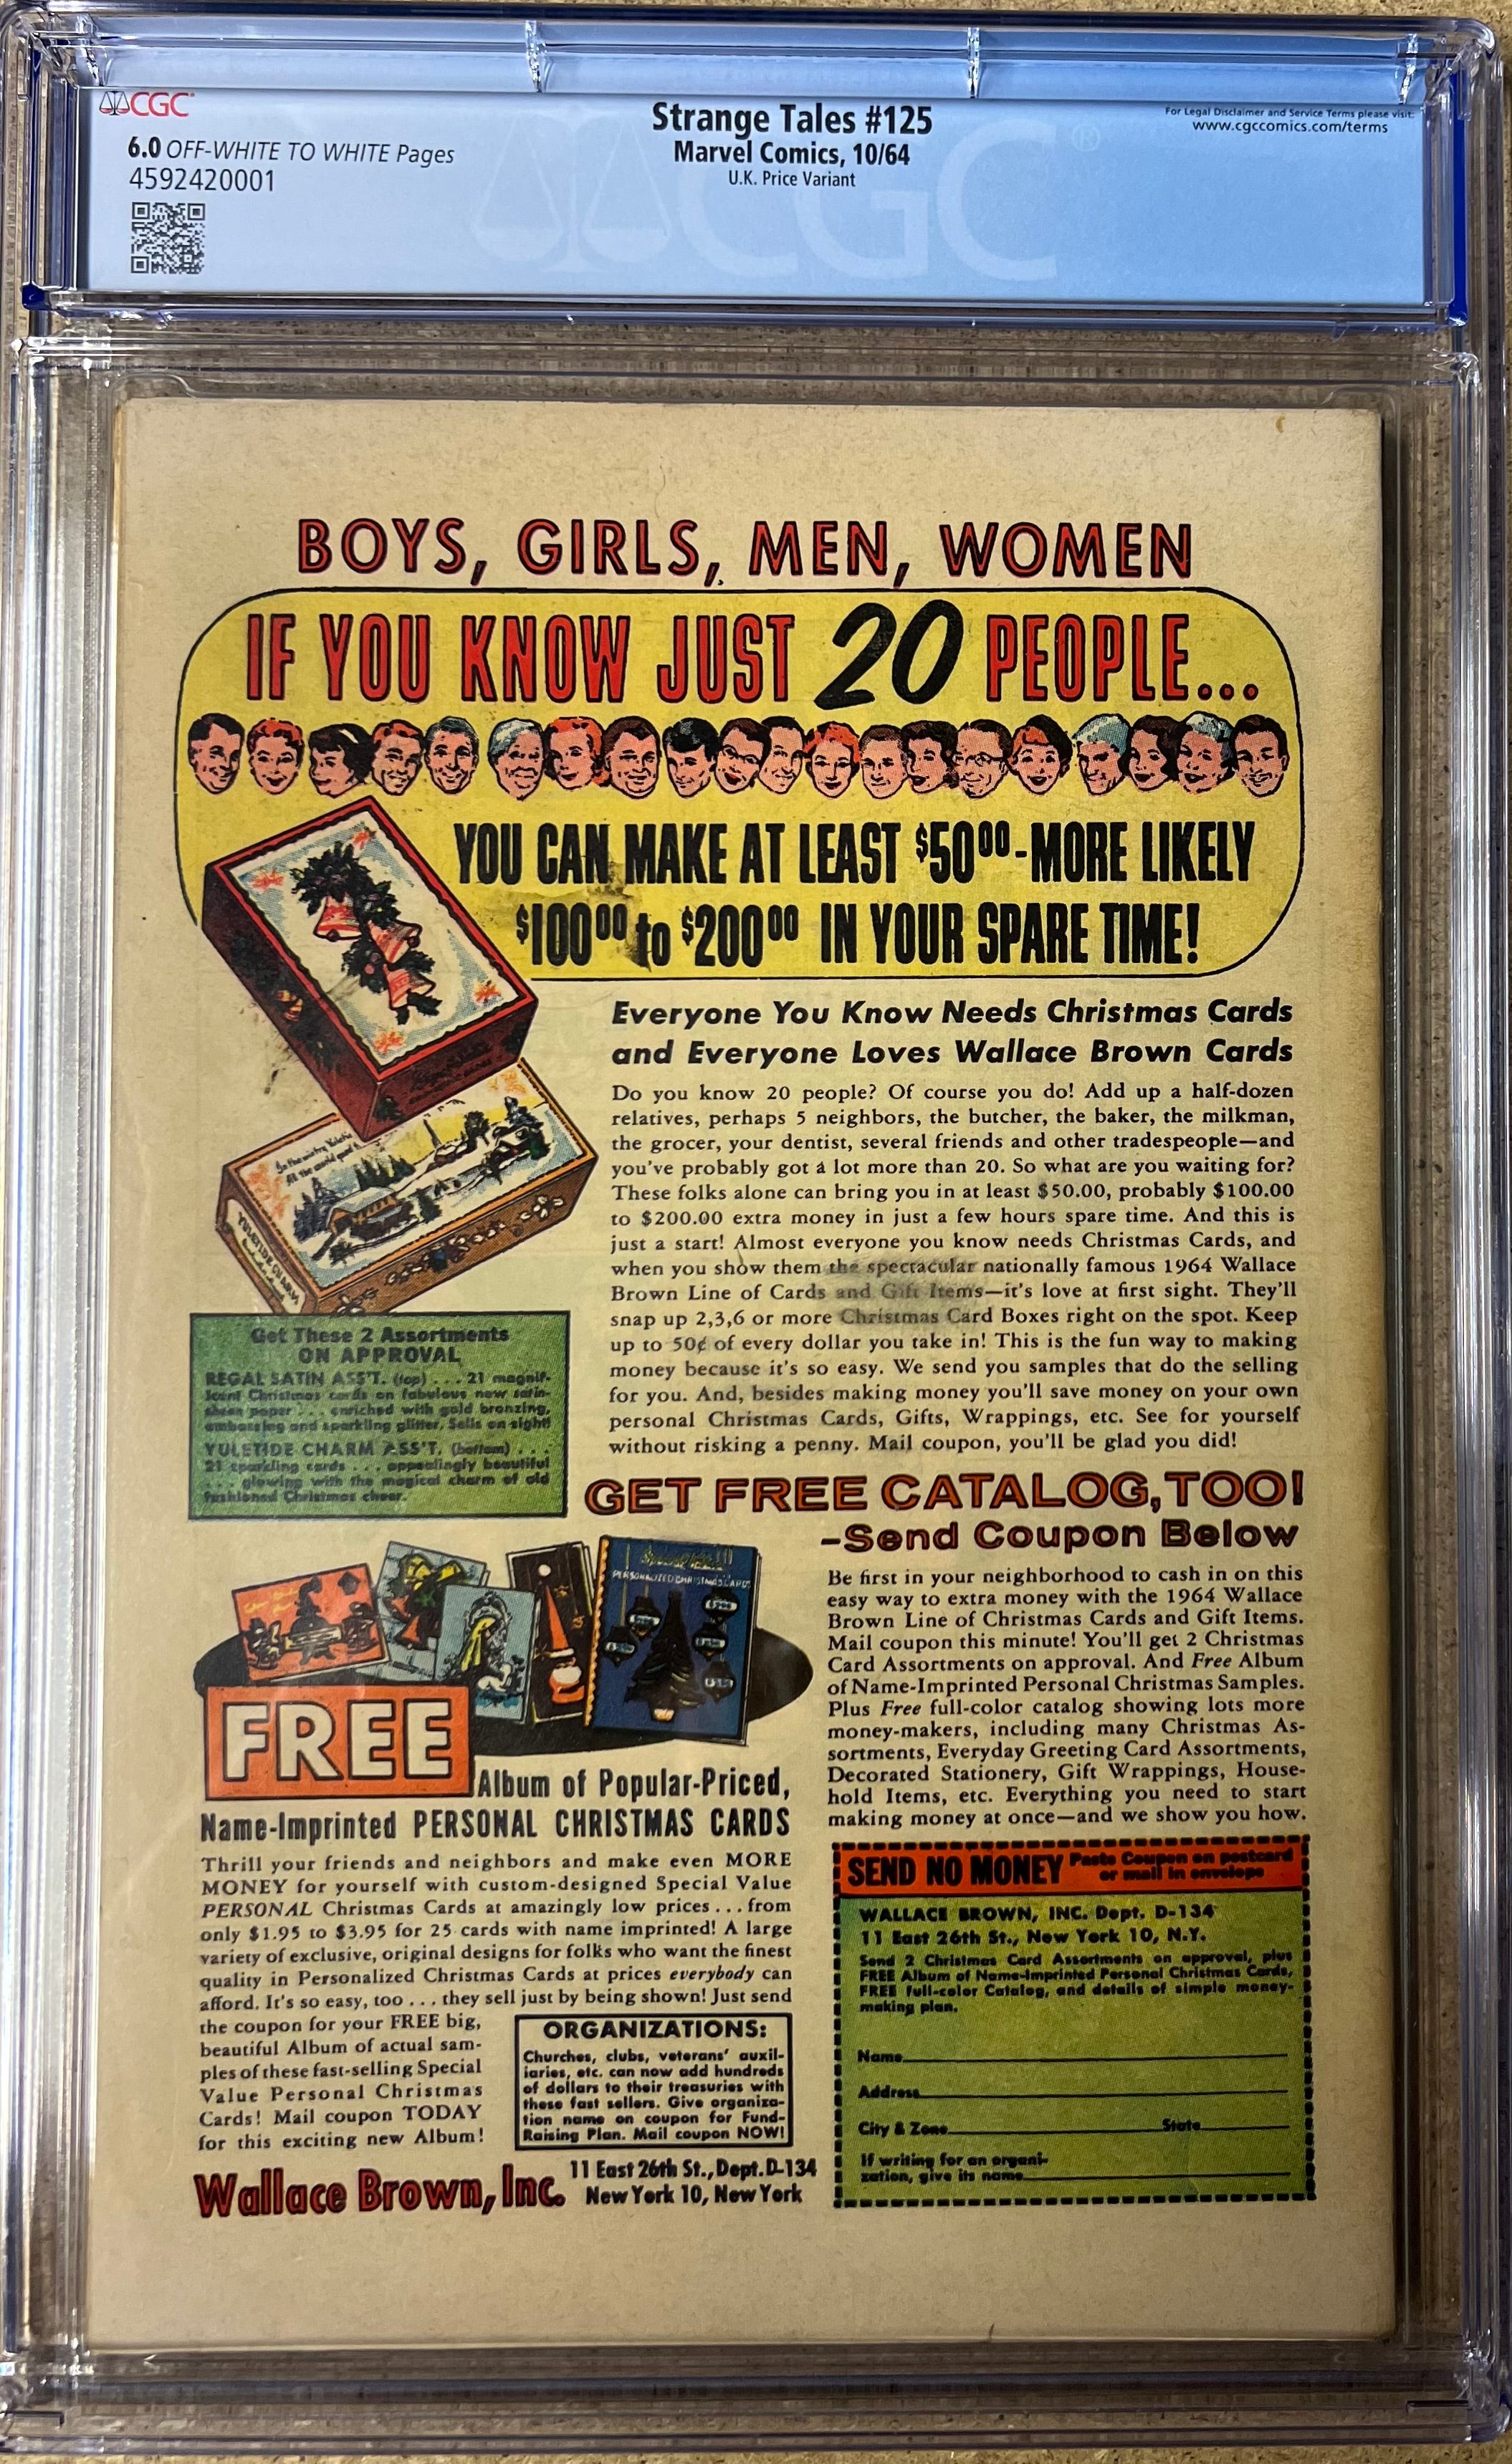 CGC
6.0 OFF-WHITE TO WHITE Pages
4592420001
Strange Tales #125
Marvel Comics, 10/64
U.K. Price Variant
For Legal Disclaimer and Service Terms please visit:
www.cgccomics.com/terms
CGC
BOYS, GIRLS, MEN, WOMEN
IF YOU KNOW JUST 20 PEOPLE...
YOU CAN MAKE AT LEAST $50⁰⁰-MORE LIKELY
$100⁰⁰ to $200⁰⁰ IN YOUR SPARE TIME!
Everyone You Know Needs Christmas Cards
and Everyone Loves Wallace Brown Cards
Do you know 20 people? Of course you do! Add up a half-dozen
relatives, perhaps 5 neighbors, the butcher, the baker, the milkman,
the grocer, your dentist, several friends and other tradespeople—and
you've probably got a lot more than 20. So what are you waiting for?
These folks alone can bring you in at least $50.00, probably $100.00
to $200.00 extra money in just a few hours spare time. And this is
just a start! Almost everyone you know needs Christmas Cards, and
when you show them the spectacular nationally famous 1964 Wallace
Brown Line of Cards and Gift Items—it's love at first sight. They'll
snap up 2,3,6 or more Christmas Card Boxes right on the spot. Keep
up to 50¢ of every dollar you take in! This is the fun way to making
money because it's so easy. We send you samples that do the selling
for you. And, besides making money you'll save money on your own
personal Christmas Cards, Gifts, Wrappings, etc. See for yourself
without risking a penny. Mail coupon, you'll be glad you did!
Get These 2 Assortments
ON APPROVAL
REGAL SATIN ASS'T. (top) . . . 21 magnif-
icent Christmas cards on fabulous new satin-
sheen paper . . . enriched with gold bronzing,
embossing and sparkling glitter. Sells on sight!
YULETIDE CHARM ASS'T. (bottom) . . .
21 sparkling cards . . . appealingly beautiful
. . . glowing with the magical charm of old
fashioned Christmas cheer.
GET FREE CATALOG, TOO!
–Send Coupon Below
Be first in your neighborhood to cash in on this
easy way to extra money with the 1964 Wallace
Brown Line of Christmas Cards and Gift Items.
Mail coupon this minute! You'll get 2 Christmas
Card Assortments on approval. And Free Album
of Name-Imprinted Personal Christmas Samples.
Plus Free full-color catalog showing lots more
money-makers, including many Christmas As-
sortments, Everyday Greeting Card Assortments,
Decorated Stationery, Gift Wrappings, House-
hold Items, etc. Everything you need to start
making money at once—and we show you how.
PERSONALIZED CHRISTMAS CARDS
FREE
Album of Popular-Priced,
Name-Imprinted PERSONAL CHRISTMAS CARDS
Thrill your friends and neighbors and make even MORE
MONEY for yourself with custom-designed Special Value
PERSONAL Christmas Cards at amazingly low prices . . . from
only $1.95 to $3.95 for 25 cards with name imprinted! A large
variety of exclusive, original designs for folks who want the finest
quality in Personalized Christmas Cards at prices everybody can
afford. It's so easy, too . . . they sell just by being shown! Just send
the coupon for your FREE big,
beautiful Album of actual sam-
ples of these fast-selling Special
Value Personal Christmas
Cards! Mail coupon TODAY
for this exciting new Album!
ORGANIZATIONS:
Churches, clubs, veterans' auxil-
iaries, etc. can now add hundreds
of dollars to their treasuries with
these fast sellers. Give organiza-
tion name on coupon for Fund-
Raising Plan. Mail coupon NOW!
Wallace Brown, Inc.
11 East 26th St., Dept. D-134
New York 10, New York
SEND NO MONEY Paste Coupon on postcard
or mail in envelope
WALLACE BROWN, INC. Dept. D-134
11 East 26th St., New York 10, N.Y.
Send 2 Christmas Card Assortments on approval, plus
FREE Album of Name-Imprinted Personal Christmas Cards,
FREE full-color Catalog, and details of simple money-
making plan.
Name
Address
City & Zone State
If writing for an organi-
zation, give its name